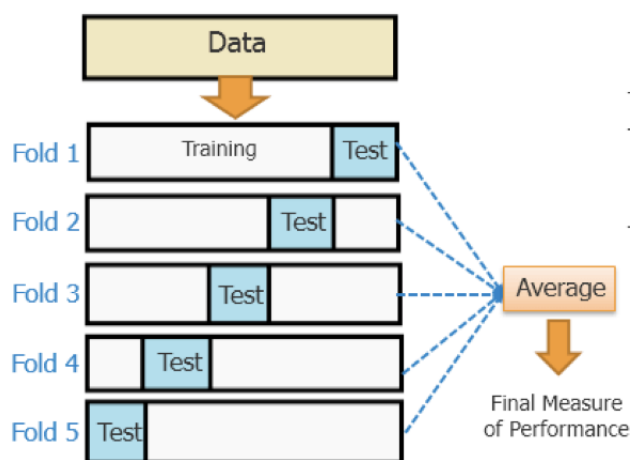 Data
Fold 1
Training
Test
Fold 2
Test
Fold 3
Test
Average
Fold 4
Test
Fold 5
Test
Final Measure
of Performance